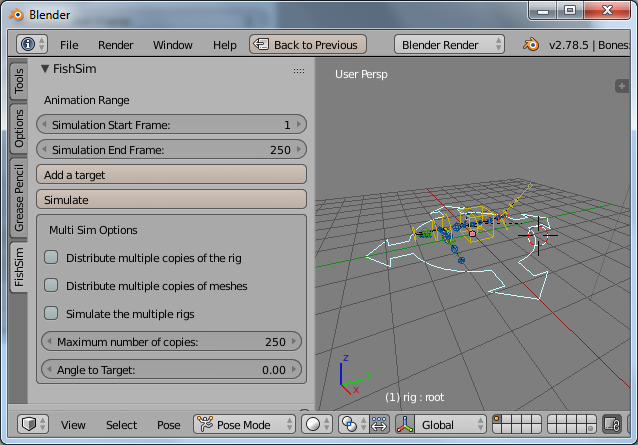 Blender
File Render Window Help Back to Previous Blender Render v2.78.5 | Bones:
Tools
Options
Grease Pencil
FishSim
FishSim
Animation Range
Simulation Start Frame: 1
Simulation End Frame: 250
Add a target
Simulate
Multi Sim Options
Distribute multiple copies of the rig
Distribute multiple copies of meshes
Simulate the multiple rigs
Maximum number of copies: 250
Angle to Target: 0.00
User Persp
Z
Y
X
(1) rig : root
View Select Pose Pose Mode Global